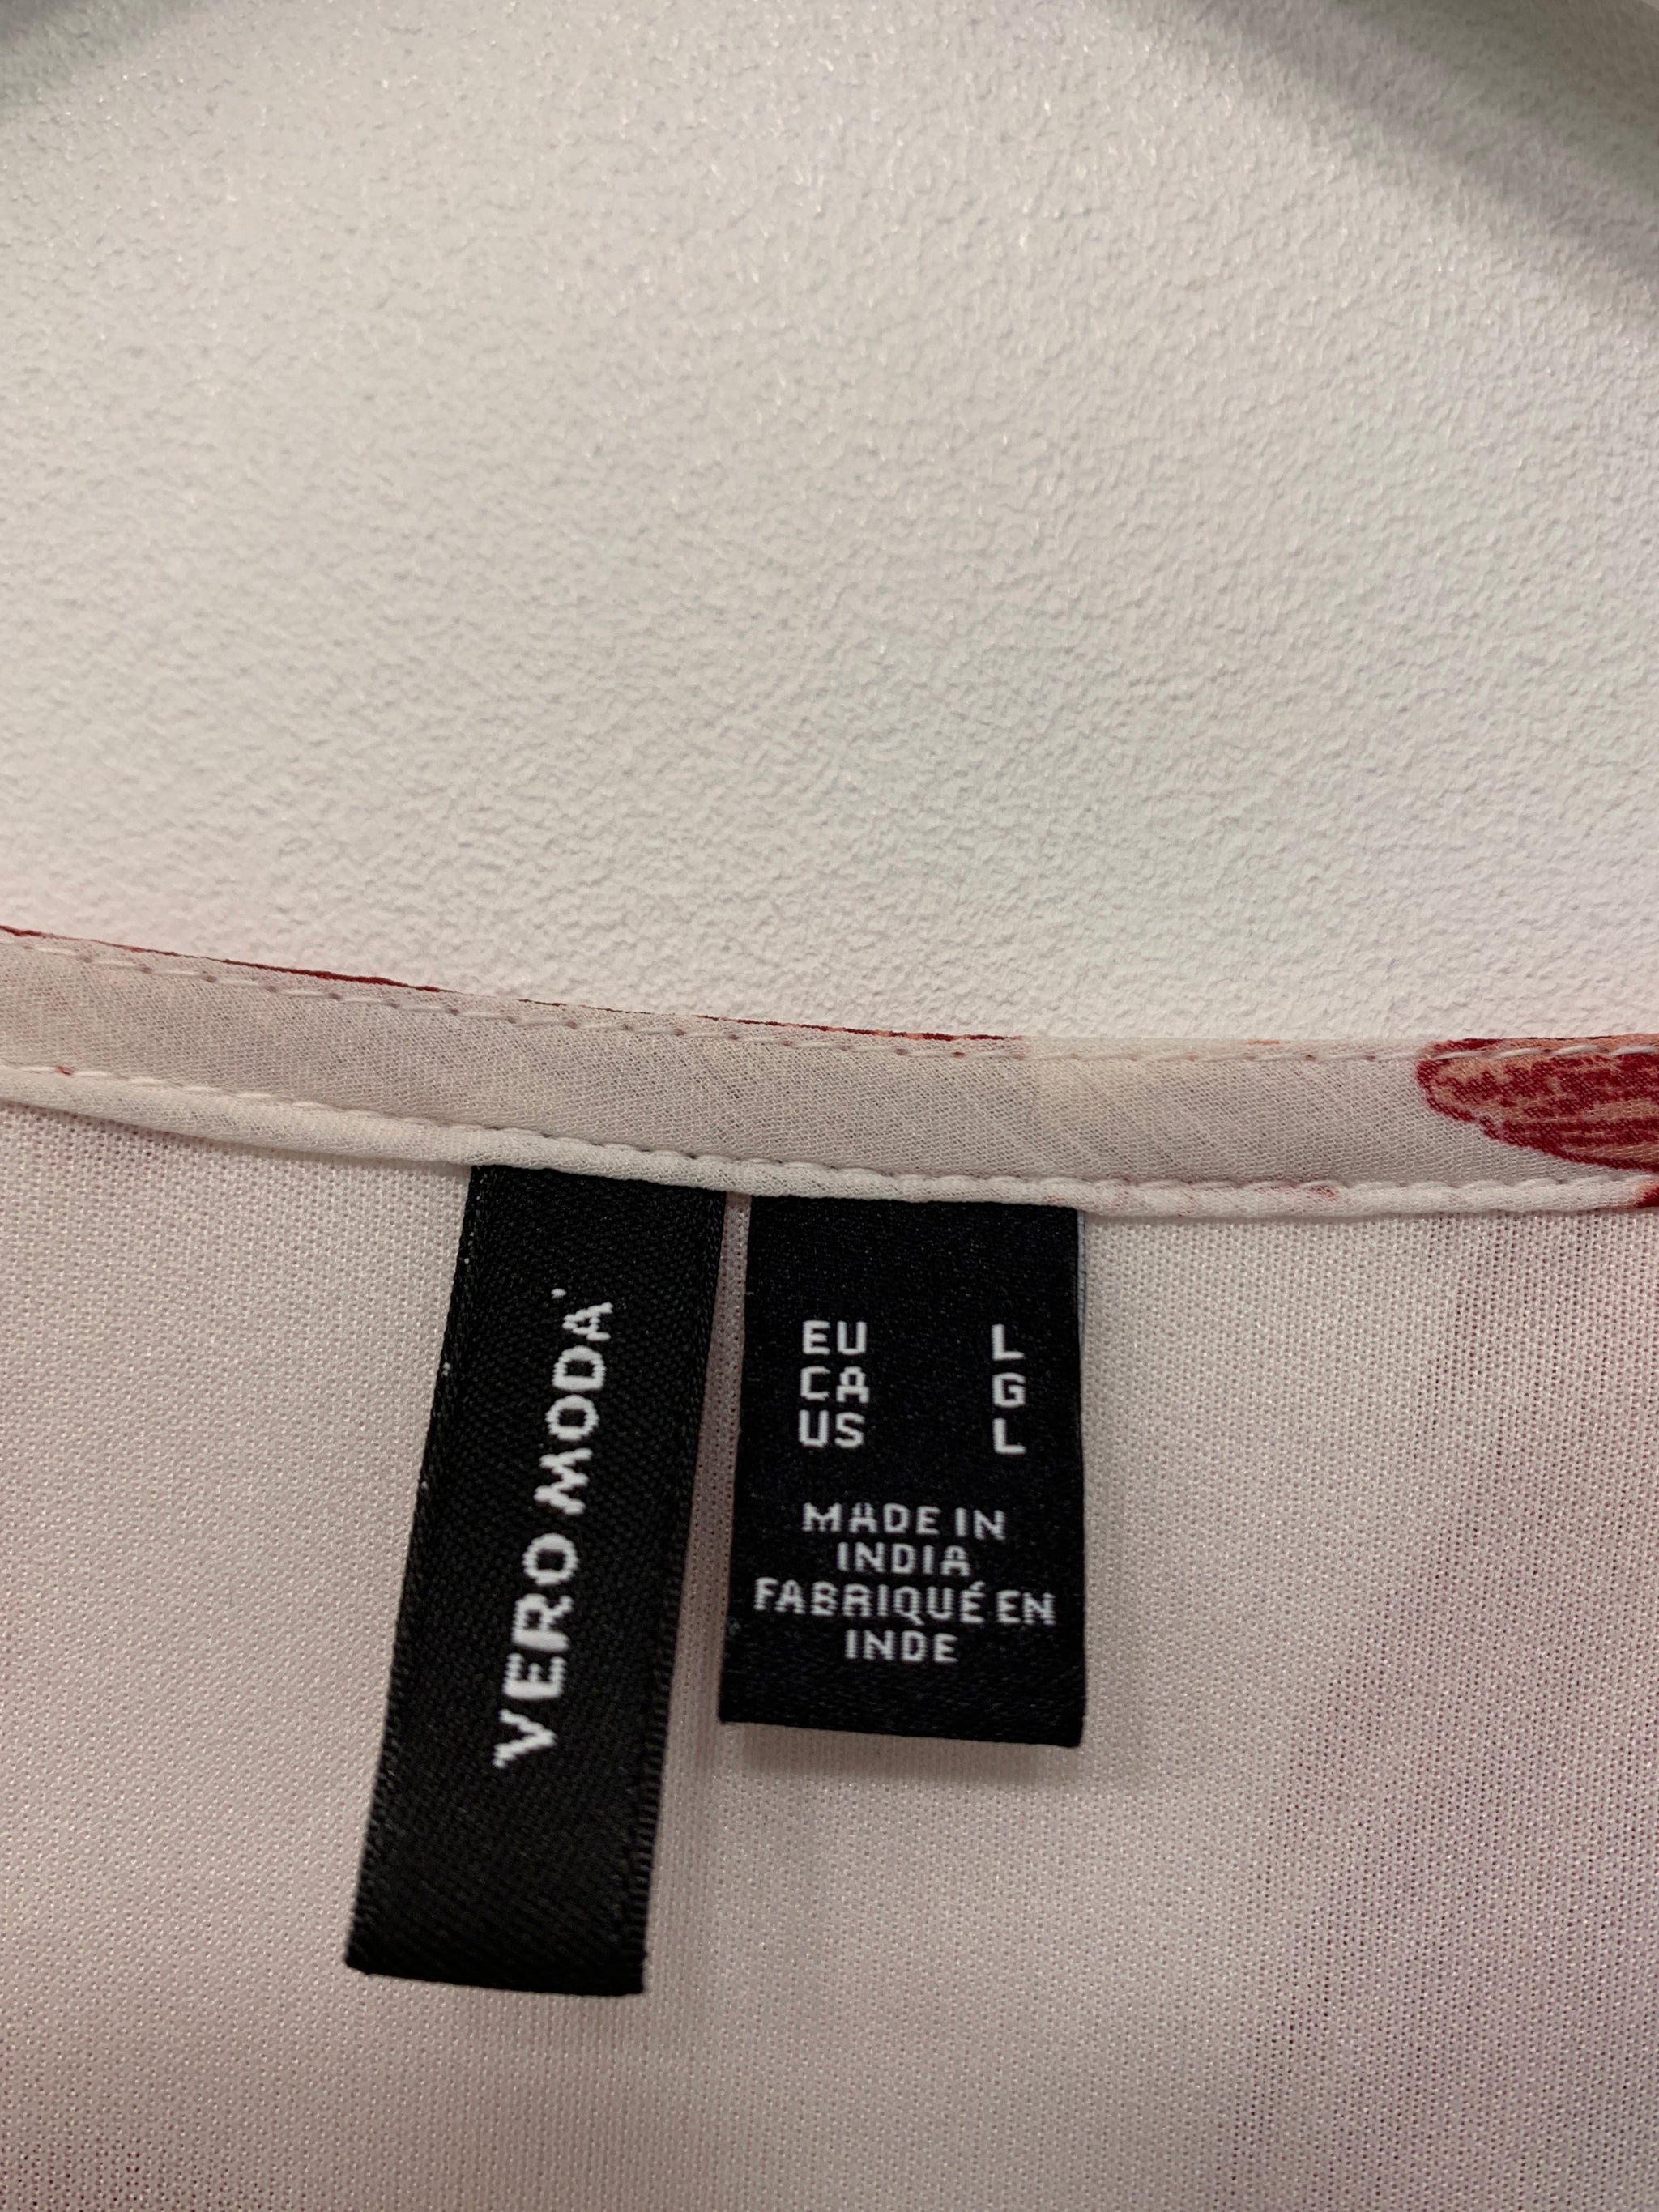 VERO MODA
EU L
CA G
US L
MADE IN
INDIA
FABRIQUÉ EN
INDE